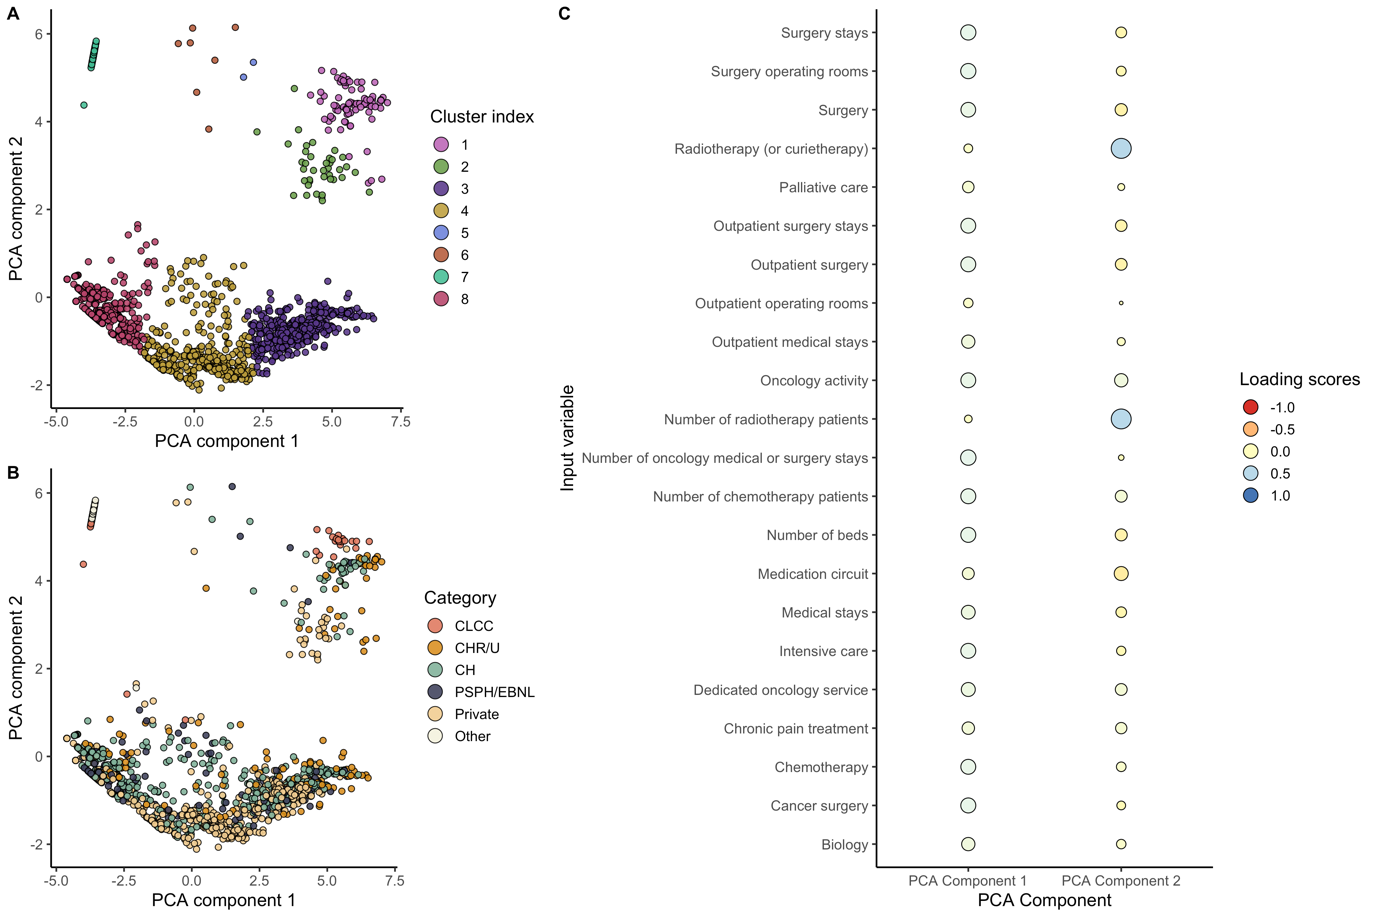 A
PCA component 2
6
4
2
0
-2
-5.0 -2.5 0.0 2.5 5.0 7.5
PCA component 1
Cluster index
1
2
3
4
5
6
7
8
B
PCA component 2
6
4
2
0
-2
-5.0 -2.5 0.0 2.5 5.0 7.5
PCA component 1
Category
CLCC
CHR/U
CH
PSPH/EBNL
Private
Other
C
Input variable
Surgery stays
Surgery operating rooms
Surgery
Radiotherapy (or curietherapy)
Palliative care
Outpatient surgery stays
Outpatient surgery
Outpatient operating rooms
Outpatient medical stays
Oncology activity
Number of radiotherapy patients
Number of oncology medical or surgery stays
Number of chemotherapy patients
Number of beds
Medication circuit
Medical stays
Intensive care
Dedicated oncology service
Chronic pain treatment
Chemotherapy
Cancer surgery
Biology
PCA Component 1 PCA Component 2
PCA Component
Loading scores
-1.0
-0.5
0.0
0.5
1.0